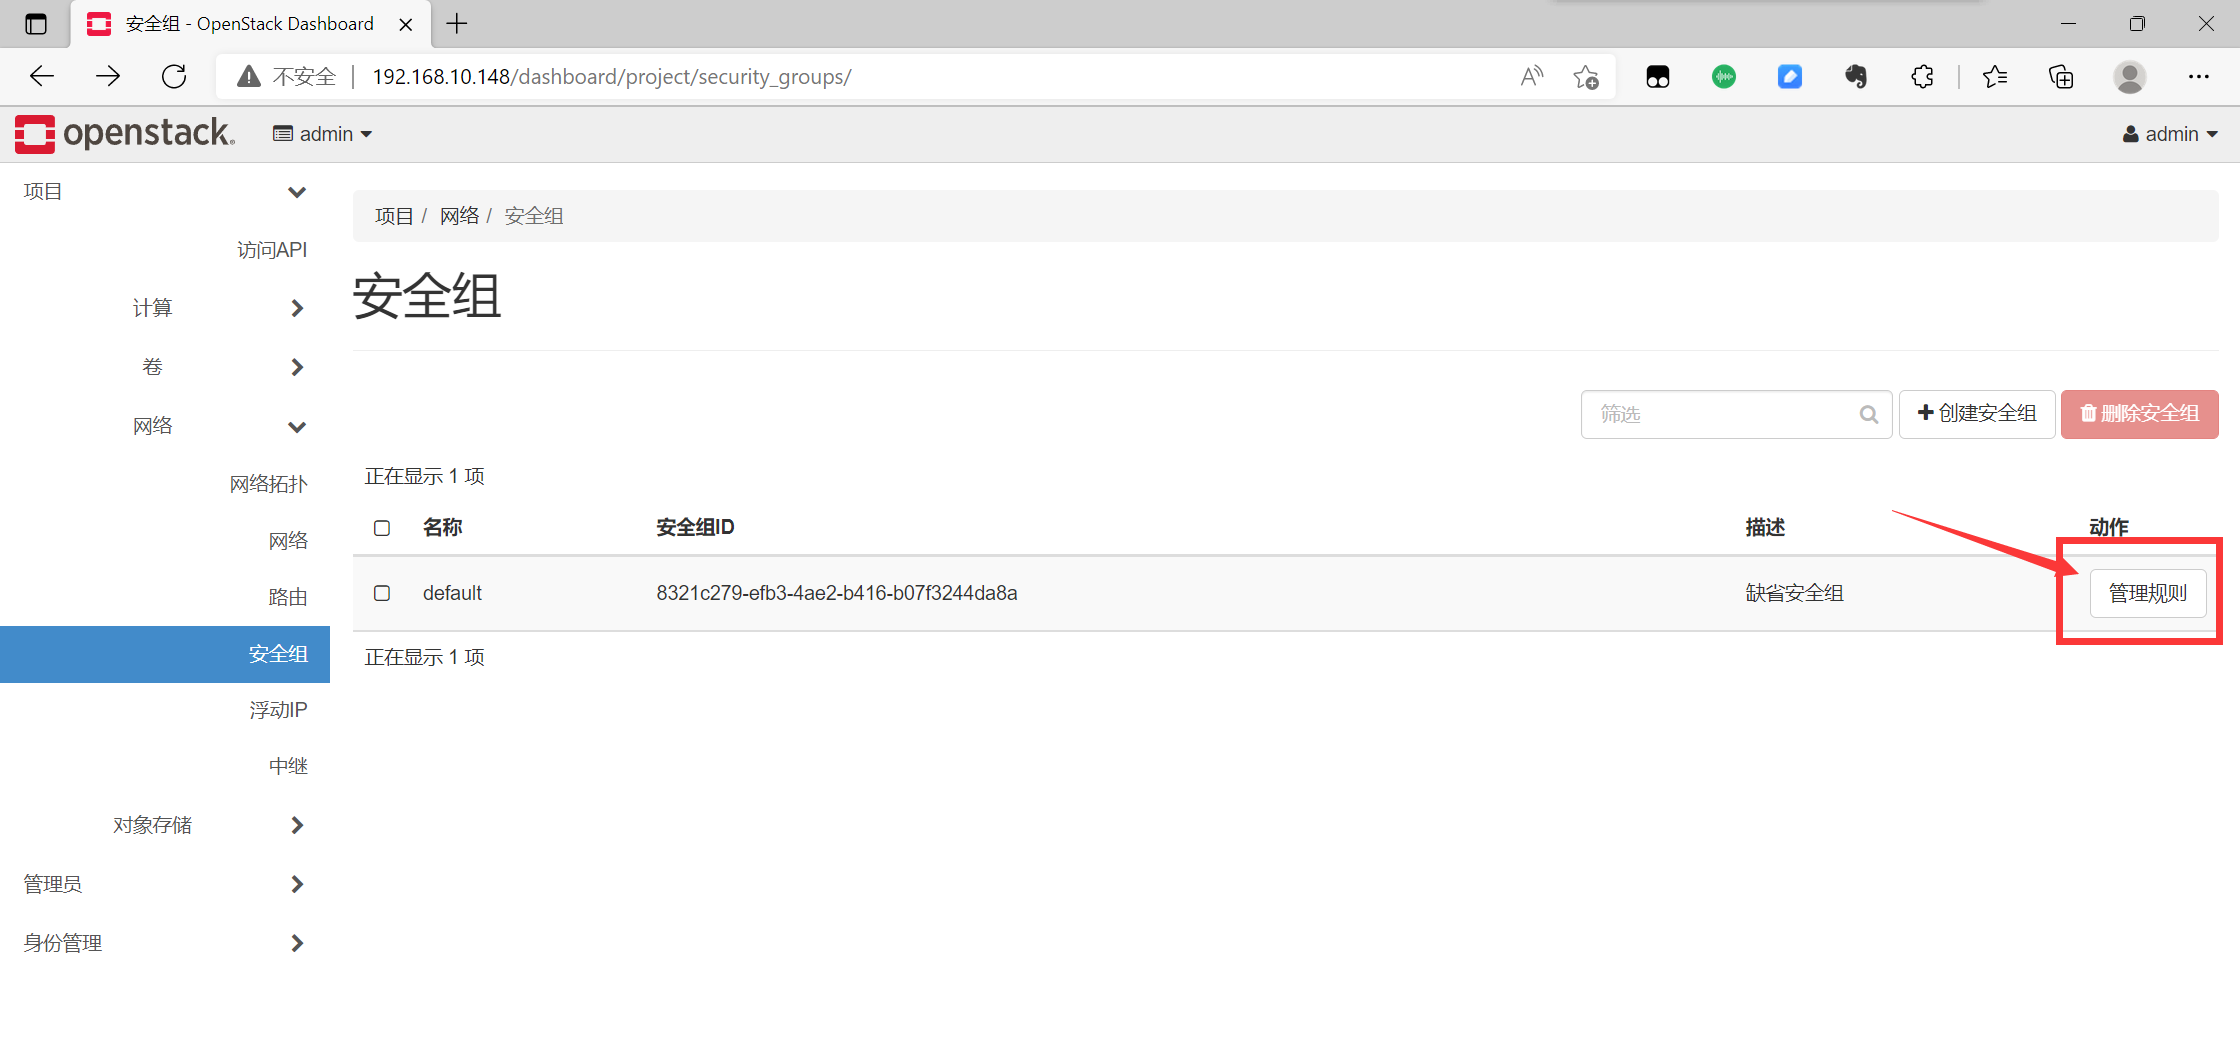 安全组 - OpenStack Dashboard
不安全 | 192.168.10.148/dashboard/project/security_groups/
openstack. admin admin
项目
访问API
计算
卷
网络
网络拓扑
网络
路由
安全组
浮动IP
中继
对象存储
管理员
身份管理
项目 / 网络 / 安全组
安全组
筛选 创建安全组 删除安全组
正在显示 1 项
名称 安全组ID 描述 动作
default 8321c279-efb3-4ae2-b416-b07f3244da8a 缺省安全组 管理规则
正在显示 1 项